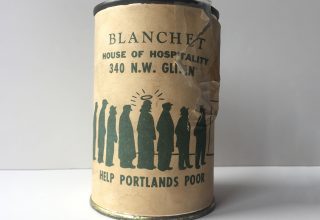 BLANCHET
HOUSE OF HOSPITALITY
340 N.W. GLISAN
HELP PORTLANDS POOR